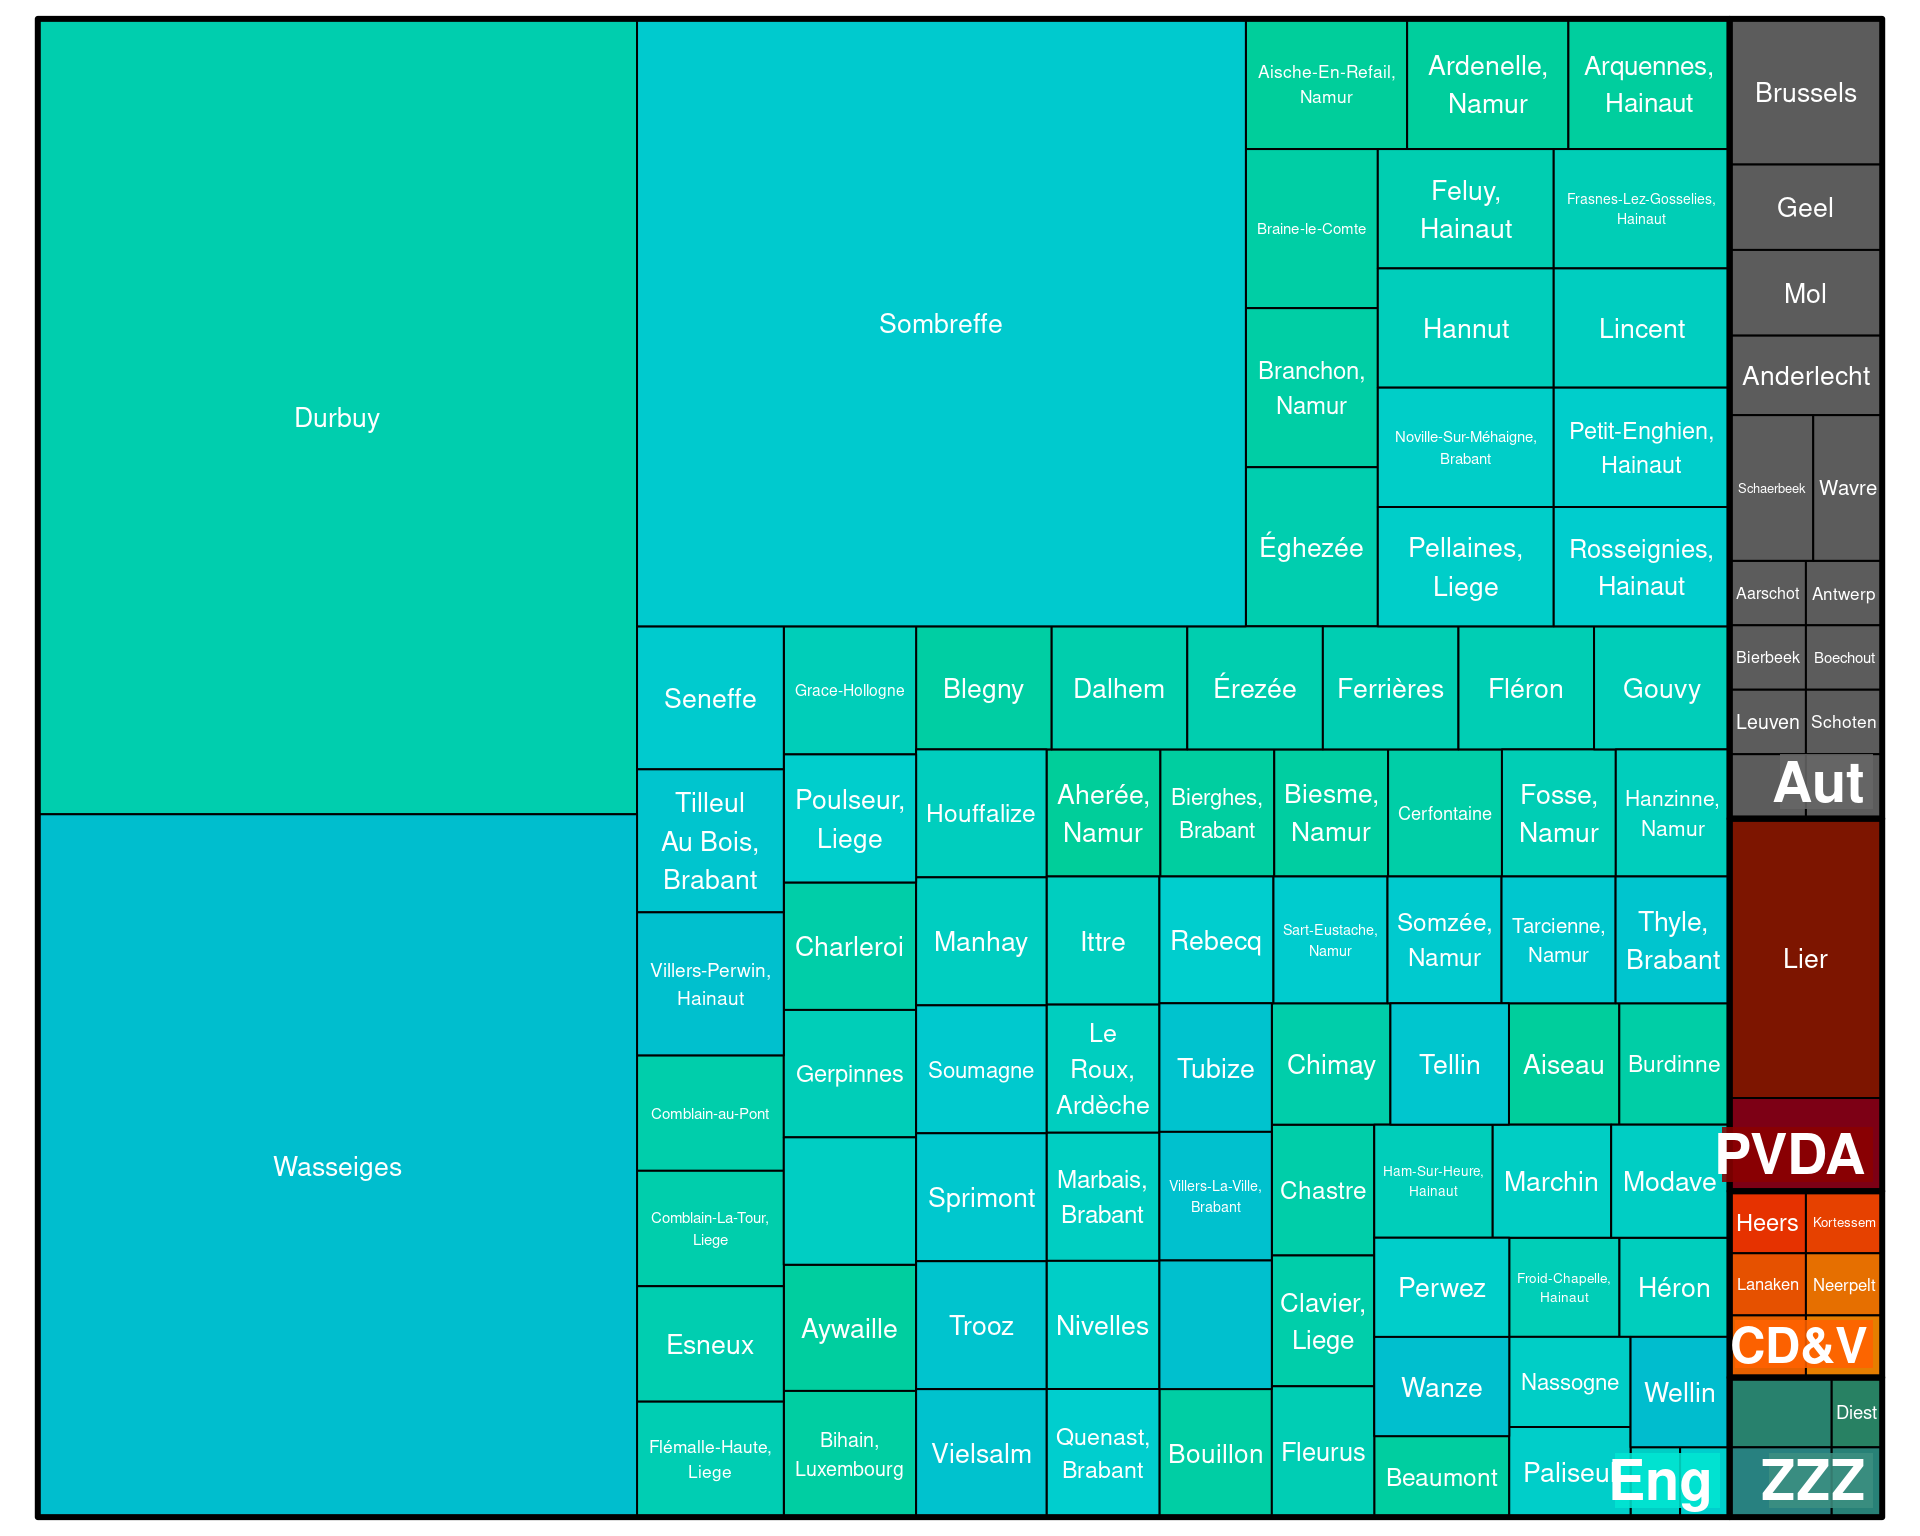 Durbuy
Wasseiges
Sombreffe
Aische-En-Refail,
Namur
Ardenelle,
Namur
Arquennes,
Hainaut
Braine-le-Comte
Branchon,
Namur
Éghezée
Feluy,
Hainaut
Frasnes-Lez-Gosselies,
Hainaut
Hannut
Lincent
Noville-Sur-Méhaigne,
Brabant
Petit-Enghien,
Hainaut
Pellaines,
Liege
Rosseignies,
Hainaut
Seneffe
Tilleul
Au Bois,
Brabant
Villers-Perwin,
Hainaut
Comblain-au-Pont
Comblain-La-Tour,
Liege
Esneux
Flémalle-Haute,
Liege
Grace-Hollogne
Poulseur,
Liege
Charleroi
Gerpinnes
Aywaille
Bihain,
Luxembourg
Blegny
Dalhem
Érezée
Ferrières
Fléron
Gouvy
Houffalize
Manhay
Soumagne
Sprimont
Trooz
Vielsalm
Aherée,
Namur
Bierghes,
Brabant
Biesme,
Namur
Cerfontaine
Fosse,
Namur
Hanzinne,
Namur
Ittre
Rebecq
Sart-Eustache,
Namur
Somzée,
Namur
Tarcienne,
Namur
Thyle,
Brabant
Le
Roux,
Ardèche
Tubize
Marbais,
Brabant
Villers-La-Ville,
Brabant
Nivelles
Quenast,
Brabant
Bouillon
Chimay
Tellin
Aiseau
Burdinne
Chastre
Clavier,
Liege
Fleurus
Ham-Sur-Heure,
Hainaut
Marchin
Modave
Perwez
Froid-Chapelle,
Hainaut
Héron
Wanze
Nassogne
Wellin
Beaumont
Paliseu
Eng
Brussels
Geel
Mol
Anderlecht
Schaerbeek
Wavre
Aarschot
Antwerp
Bierbeek
Boechout
Leuven
Schoten
Aut
Lier
PVDA
Heers
Kortessem
Lanaken
Neerpelt
CD&V
Diest
ZZZ